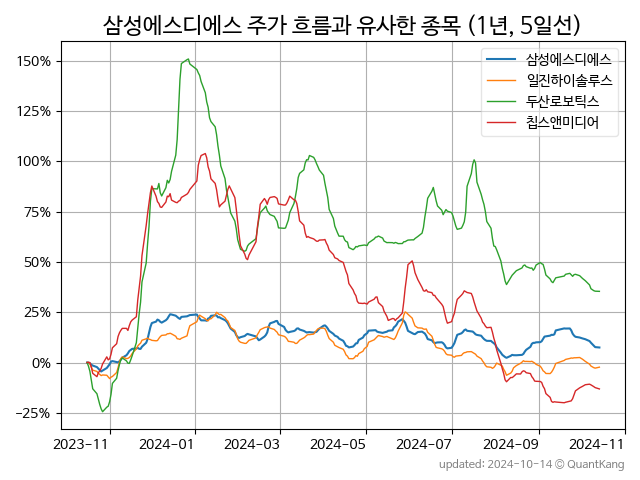 삼성에스디에스 주가 흐름과 유사한 종목 (1년, 5일선)
150%
125%
100%
75%
50%
25%
0%
−25%
삼성에스디에스
일진하이솔루스
두산로보틱스
칩스앤미디어
2023-11
2024-01
2024-03
2024-05
2024-07
2024-09
2024-11
updated: 2024-10-14 © QuantKang